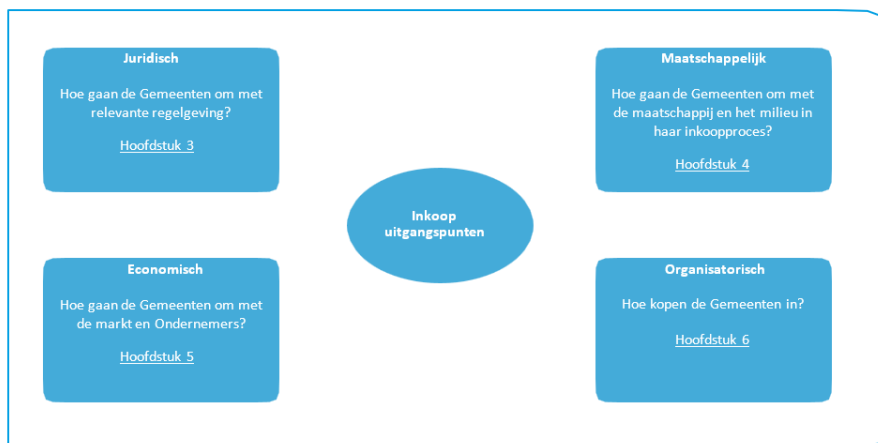 Juridisch
Hoe gaan de Gemeenten om met
relevante regelgeving?
Hoofdstuk 3
Maatschappelijk
Hoe gaan de Gemeenten om met
de maatschappij en het milieu in
haar inkoopproces?
Hoofdstuk 4
Inkoop
uitgangspunten
Economisch
Hoe gaan de Gemeenten om met
de markt en Ondernemers?
Hoofdstuk 5
Organisatorisch
Hoe kopen de Gemeenten in?
Hoofdstuk 6